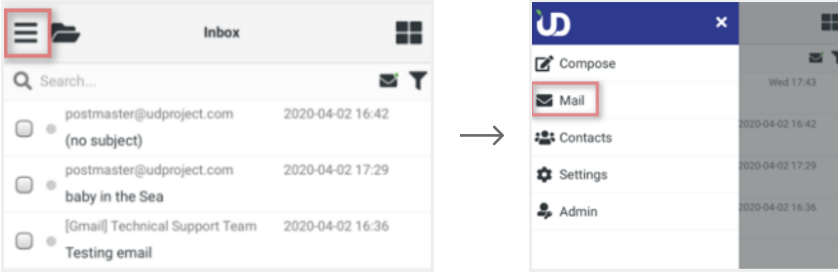 Inbox
Search...
postmaster@udproject.com 2020-04-02 16:42
(no subject)
postmaster@udproject.com 2020-04-02 17:29
baby in the Sea
[Gmail] Technical Support Team 2020-04-02 16:36
Testing email
UD ×
Compose
Mail
Contacts
Settings
Admin
Wed 17:43
2020-04-02 16:42
2020-04-02 17:29
2020-04-02 16:36